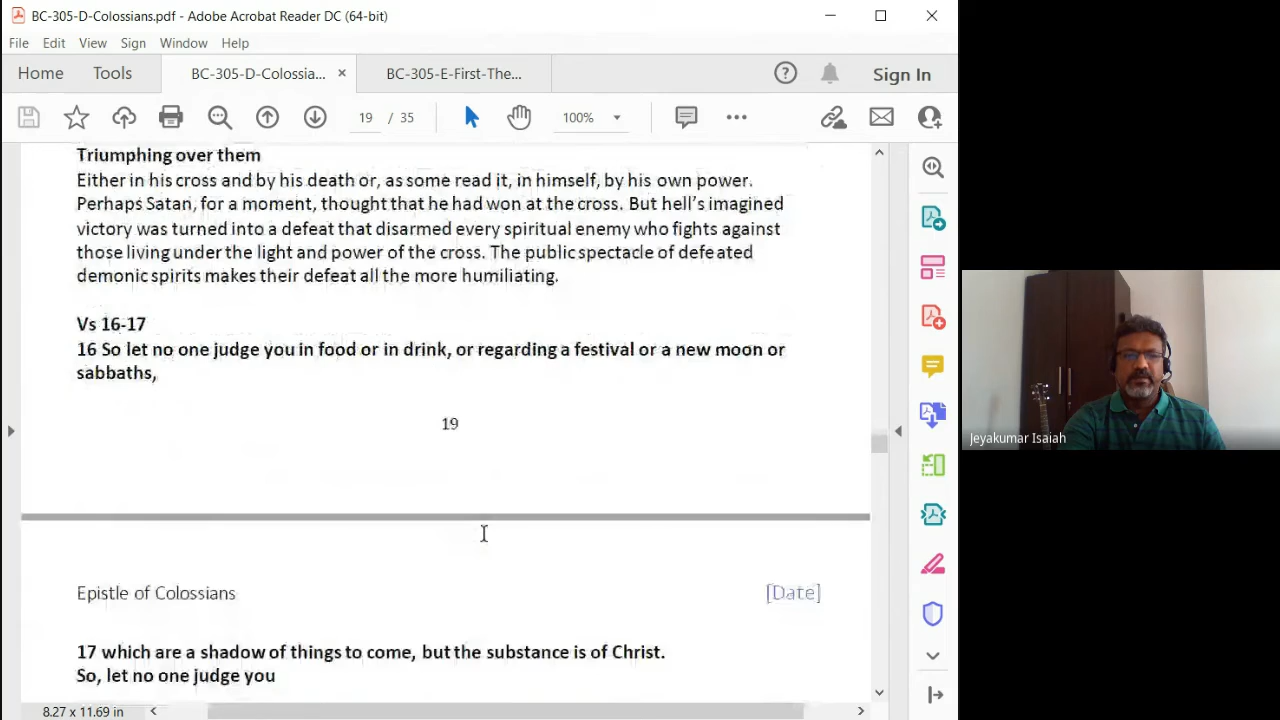 BC-305-D-Colossians.pdf - Adobe Acrobat Reader DC (64-bit)
File Edit View Sign Window Help
Home Tools BC-305-D-Colossia... × BC-305-E-First-The... Sign In
19 / 35 100%
Triumphing over them
Either in his cross and by his death or, as some read it, in himself, by his own power.
Perhaps Satan, for a moment, thought that he had won at the cross. But hell's imagined
victory was turned into a defeat that disarmed every spiritual enemy who fights against
those living under the light and power of the cross. The public spectacle of defeated
demonic spirits makes their defeat all the more humiliating.
Vs 16-17
16 So let no one judge you in food or in drink, or regarding a festival or a new moon or
sabbaths,
19
Epistle of Colossians [Date]
17 which are a shadow of things to come, but the substance is of Christ.
So, let no one judge you
8.27 x 11.69 in
Jeyakumar Isaiah